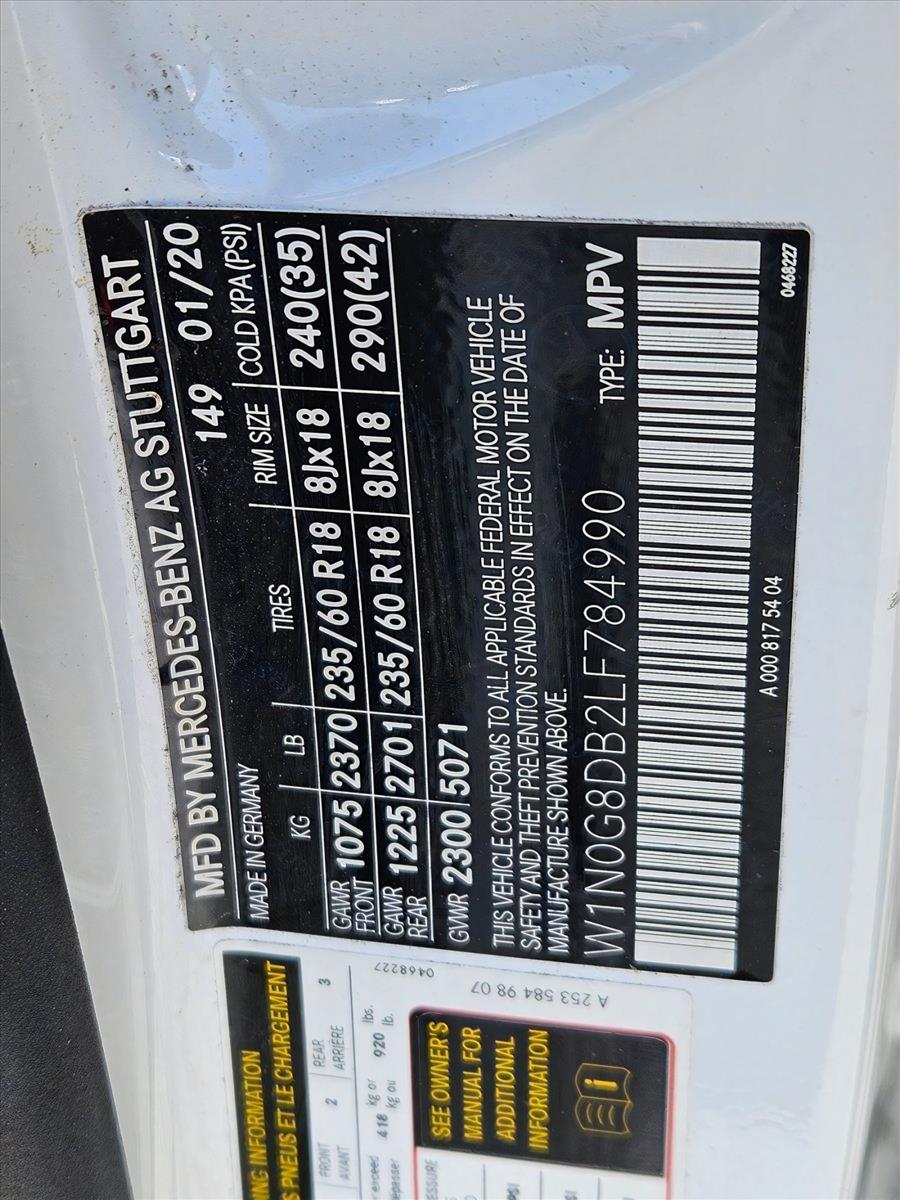 MFD BY MERCEDES-BENZ AG STUTTGART
MADE IN GERMANY 149 01/20
KG LB TIRES RIM SIZE COLD KPA (PSI)
GAWR FRONT 1075 2370 235/60 R18 8Jx18 240(35)
GAWR REAR 1225 2701 235/60 R18 8Jx18 290(42)
GWR 2300 5071
THIS VEHICLE CONFORMS TO ALL APPLICABLE FEDERAL MOTOR VEHICLE
SAFETY AND THEFT PREVENTION STANDARDS IN EFFECT ON THE DATE OF
MANUFACTURE SHOWN ABOVE.
W1N0G8DB2LF784990 TYPE: MPV
A 000 817 54 04
0468227
INFORMATION
PNEUS ET LE CHARGEMENT
FRONT 2 REAR 3
AVANT ARRIÈRE
exceed 418 kg or 920 lbs.
kg ou lb.
0468227
A 253 584 98 07
SEE OWNER'S
MANUAL FOR
ADDITIONAL
INFORMATION